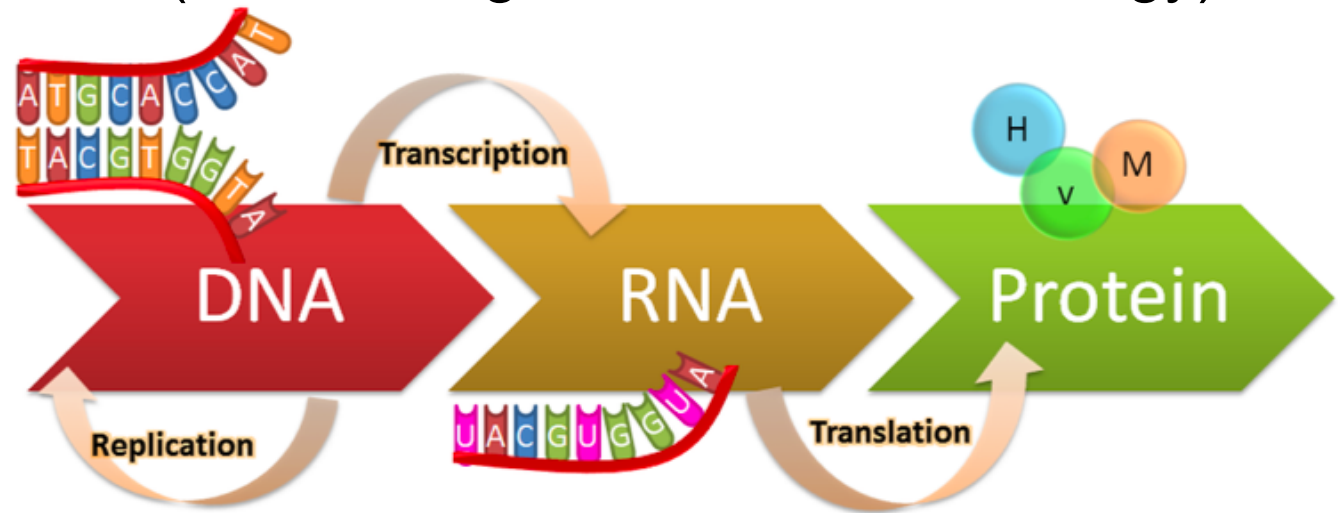 ATGCACCAT
TACGTGGTA
Transcription
H
V
M
DNA
RNA
Protein
Replication
UACGUGGUA
Translation